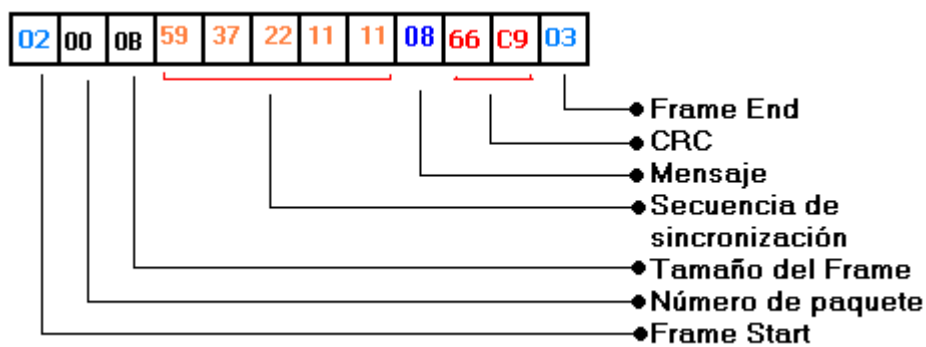 02 00 0B 59 37 22 11 11 08 66 C9 03
Frame End
CRC
Mensaje
Secuencia de
sincronización
Tamaño del Frame
Número de paquete
Frame Start